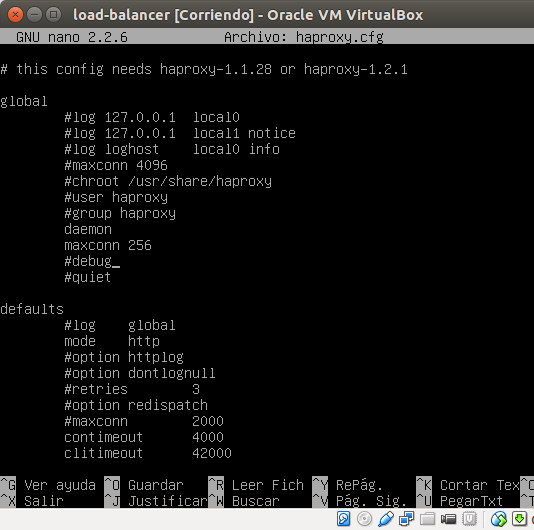 load-balancer [Corriendo] - Oracle VM VirtualBox
GNU nano 2.2.6 Archivo: haproxy.cfg
# this config needs haproxy-1.1.28 or haproxy-1.2.1
global
#log 127.0.0.1 local0
#log 127.0.0.1 local1 notice
#log loghost local0 info
#maxconn 4096
#chroot /usr/share/haproxy
#user haproxy
#group haproxy
daemon
maxconn 256
#debug
#quiet
defaults
#log global
mode http
#option httplog
#option dontlognull
#retries 3
#option redispatch
#maxconn 2000
contimeout 4000
clitimeout 42000
^G Ver ayuda ^O Guardar ^R Leer Fich ^Y RePág. ^K Cortar Tex ^C
^X Salir ^J Justificar ^W Buscar ^V Pág. Sig. ^U PegarTxt ^T